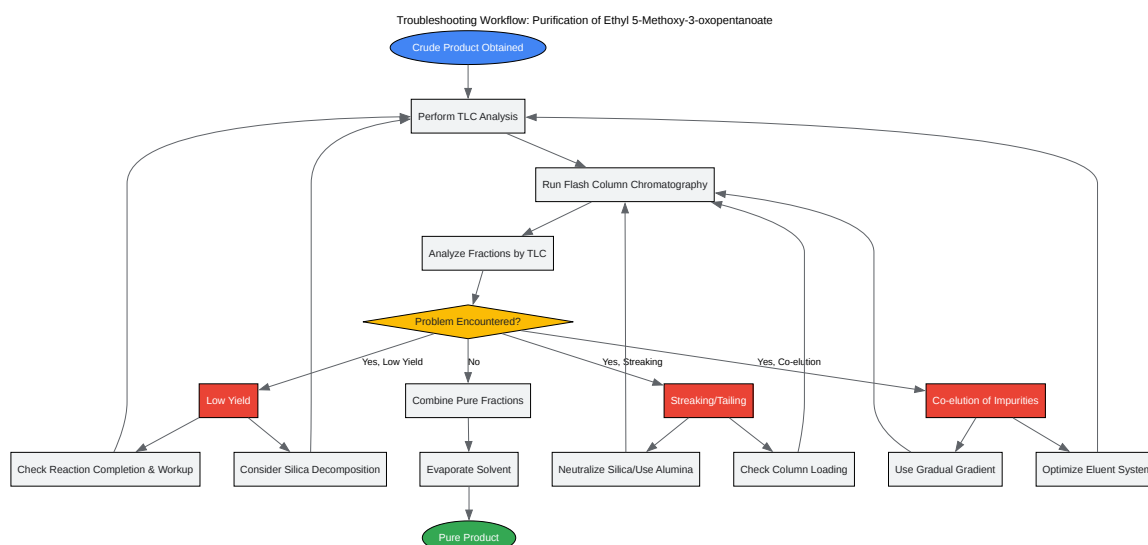 Troubleshooting Workflow: Purification of Ethyl 5-Methoxy-3-oxopentanoate
Crude Product Obtained
Perform TLC Analysis
Run Flash Column Chromatography
Analyze Fractions by TLC
Problem Encountered?
Yes, Low Yield
No
Yes, Streaking
Yes, Co-elution
Low Yield
Combine Pure Fractions
Streaking/Tailing
Co-elution of Impurities
Check Reaction Completion & Workup
Consider Silica Decomposition
Evaporate Solvent
Neutralize Silica/Use Alumina
Check Column Loading
Use Gradual Gradient
Optimize Eluent System
Pure Product